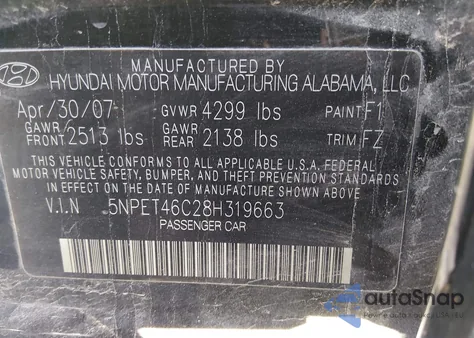 MANUFACTURED BY
HYUNDAI MOTOR MANUFACTURING ALABAMA, LLC
Apr/30/07 GVWR 4299 lbs PAINT F1
GAWR FRONT 2513 lbs GAWR REAR 2138 lbs TRIM FZ
THIS VEHICLE CONFORMS TO ALL APPLICABLE FEDERAL
MOTOR VEHICLE SAFETY, BUMPER, AND THEFT PREVENTION
STANDARDS IN EFFECT ON THE DATE OF MANUFACTURE
V.I.N 5NPET46C28H319663
PASSENGER CAR
autoSnap